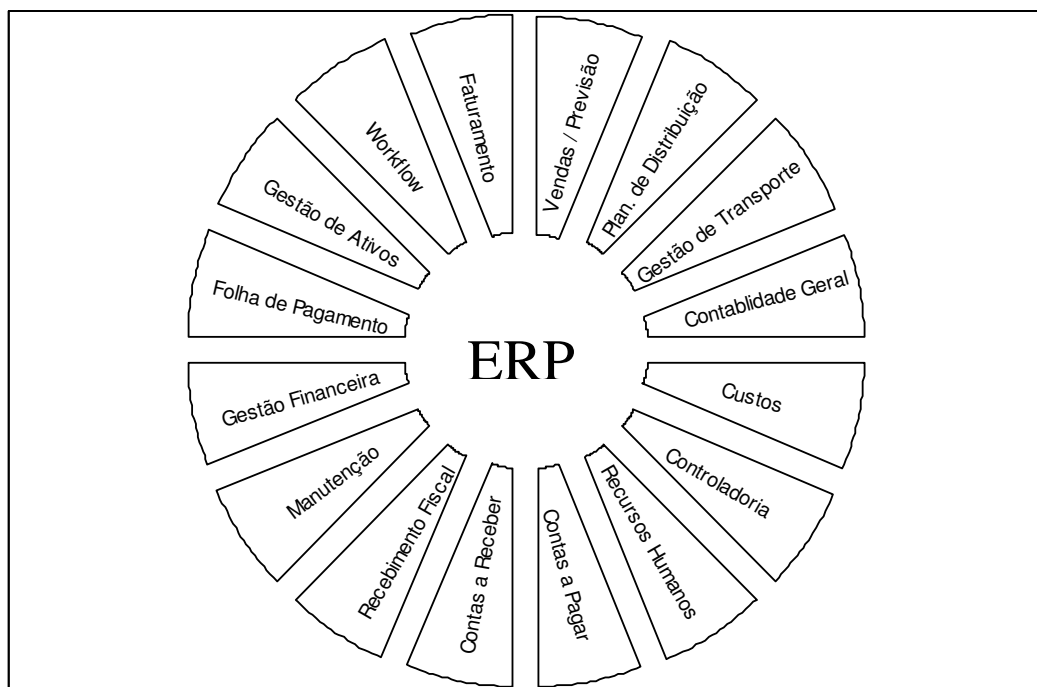 Faturamento
Vendas / Previsão
Plan. de Distribuição
Gestão de Transporte
Contablidade Geral
Custos
Controladoria
Recursos Humanos
Contas a Pagar
Contas a Receber
Recebimento Fiscal
Manutenção
Gestão Financeira
Folha de Pagamento
Gestão de Ativos
Workflow
ERP